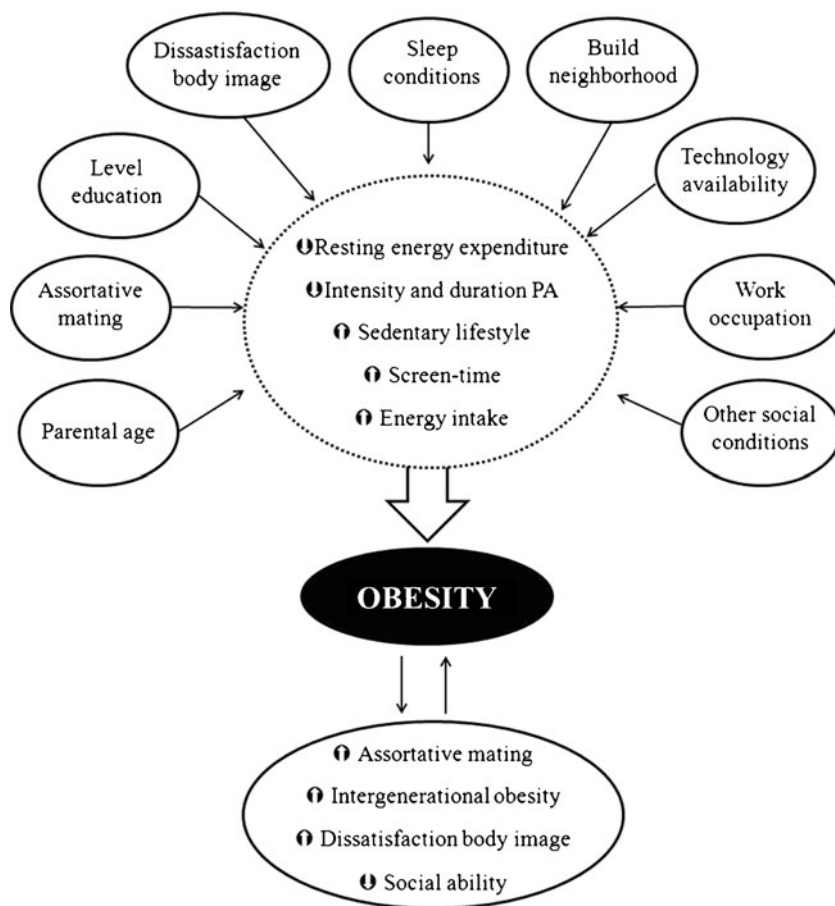 Dissastisfaction
body image
Sleep
conditions
Build
neighborhood
Level
education
Technology
availability
Assortative
mating
Work
occupation
Parental age
Other social
conditions
Resting energy expenditure
Intensity and duration PA
Sedentary lifestyle
Screen-time
Energy intake
OBESITY
Assortative mating
Intergenerational obesity
Dissatisfaction body image
Social ability